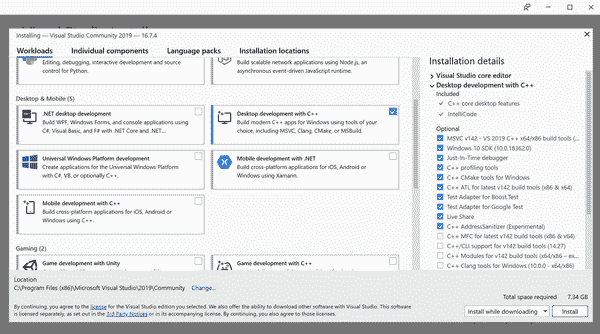 Installing — Visual Studio Community 2019 — 16.7.4
Workloads
Individual components
Language packs
Installation locations
Editing, debugging, interactive development and source
control for Python.
Build scalable network applications using Node.js, an
asynchronous event-driven JavaScript runtime.
Desktop & Mobile (5)
.NET desktop development
Build WPF, Windows Forms, and console applications using
C#, Visual Basic, and F# with .NET Core and .NET...
Desktop development with C++
Build modern C++ apps for Windows using tools of your
choice, including MSVC, Clang, CMake, or MSBuild.
Universal Windows Platform development
Create applications for the Universal Windows Platform
with C#, VB, or optionally C++.
Mobile development with .NET
Build cross-platform applications for iOS, Android or
Windows using Xamarin.
Mobile development with C++
Build cross-platform applications for iOS, Android or
Windows using C++.
Gaming (2)
Game development with Unity
Game development with C++
Installation details
Visual Studio core editor
Desktop development with C++
Included
C++ core desktop features
IntelliCode
Optional
MSVC v142 - VS 2019 C++ x64/x86 build tools (...
Windows 10 SDK (10.0.18362.0)
Just-In-Time debugger
C++ profiling tools
C++ CMake tools for Windows
C++ ATL for latest v142 build tools (x86 & x64)
Test Adapter for Boost.Test
Test Adapter for Google Test
Live Share
C++ AddressSanitizer (Experimental)
C++ MFC for latest v142 build tools (x86 & x64)
C++/CLI support for v142 build tools (14.27)
C++ Modules for v142 build tools (x64/x86 – ex...
C++ Clang tools for Windows (10.0.0 - x64/x86)
Location
C:\Program Files (x86)\Microsoft Visual Studio\2019\Community
Change...
Total space required 7.34 GB
By continuing, you agree to the license for the Visual Studio edition you selected. We also offer the ability to download other software with Visual Studio. This software
is licensed separately, as set out in the 3rd Party Notices or in its accompanying license. By continuing, you also agree to those licenses.
Install while downloading
Install